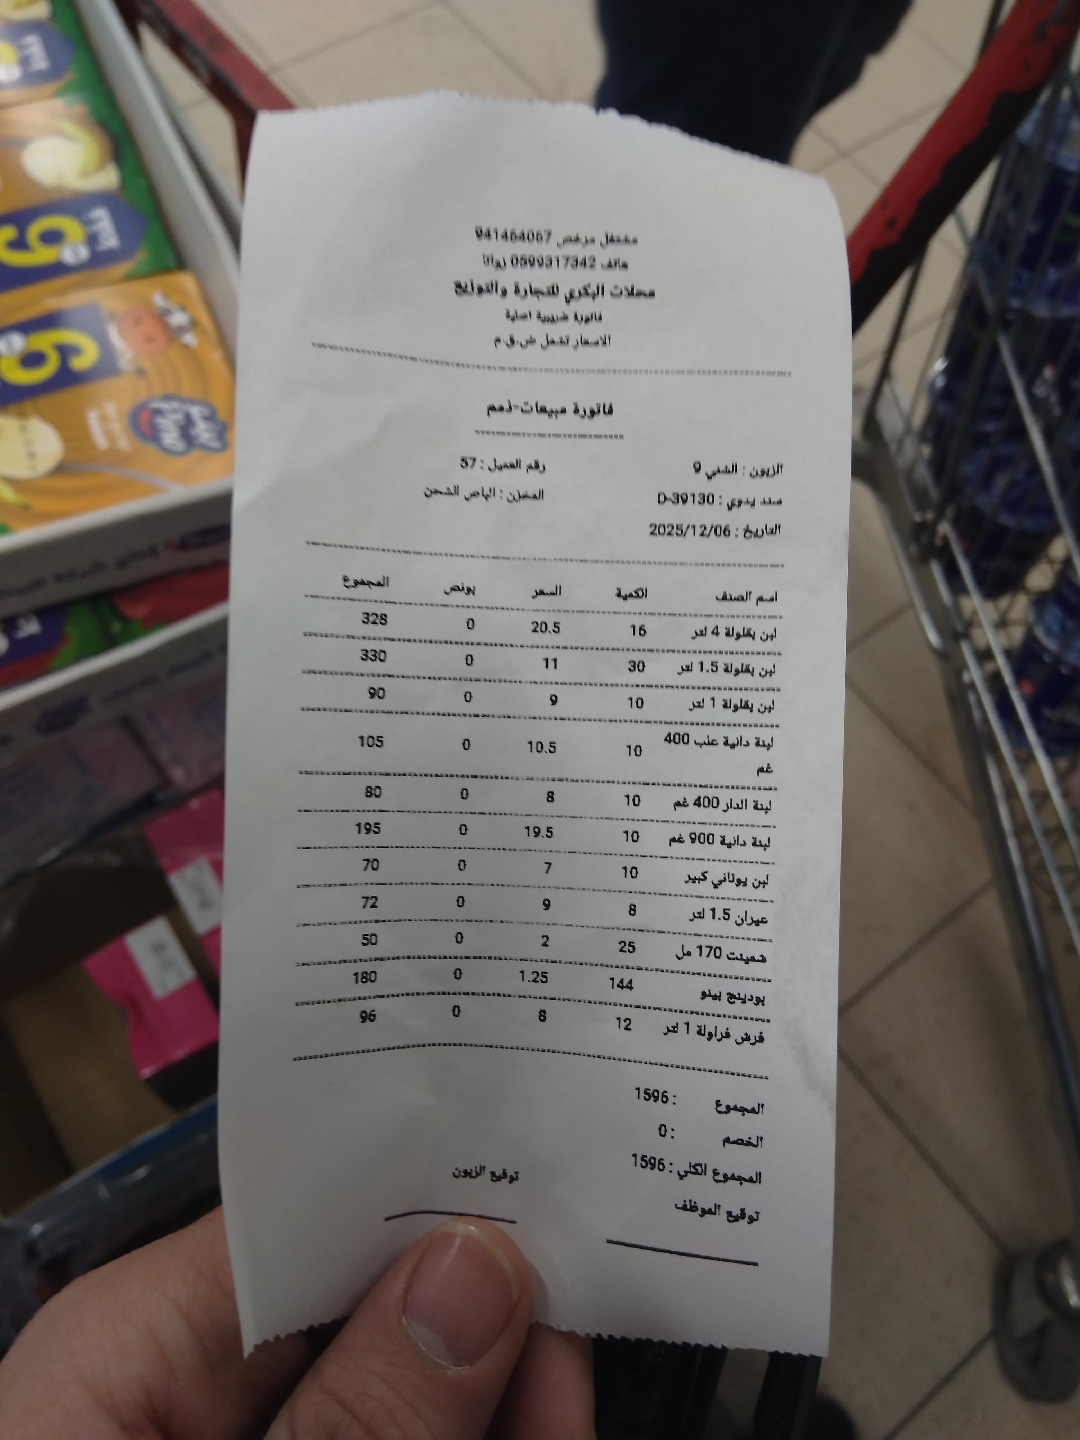 مشتغل مرخص 941464067
هاتف 0599317342 زواتا
محلات البكري للتجارة والتوزيع
فاتورة ضريبية اصلية
الاسعار تشمل ض.ق.م
فاتورة مبيعات-ذمم
الزبون : الشني 9 رقم العميل : 57
سند يدوي : D-39130 المخزن : الباص الشحن
التاريخ : 2025/12/06
اسم الصنف الكمية السعر بونص المجموع
لبن بقلولة 4 لتر 16 20.5 0 328
لبن بقلولة 1.5 لتر 30 11 0 330
لبن بقلولة 1 لتر 10 9 0 90
لبنة دانية علب 400 10 10.5 0 105
غم
لبنة الدار 400 غم 10 8 0 80
لبنة دانية 900 غم 10 19.5 0 195
لبن يوناني كبير 10 7 0 70
عيران 1.5 لتر 8 9 0 72
شمينت 170 مل 25 2 0 50
بودينج بينو 144 1.25 0 180
فرش فراولة 1 لتر 12 8 0 96
المجموع : 1596
الخصم : 0
المجموع الكلي : 1596
توقيع الموظف توقيع الزبون